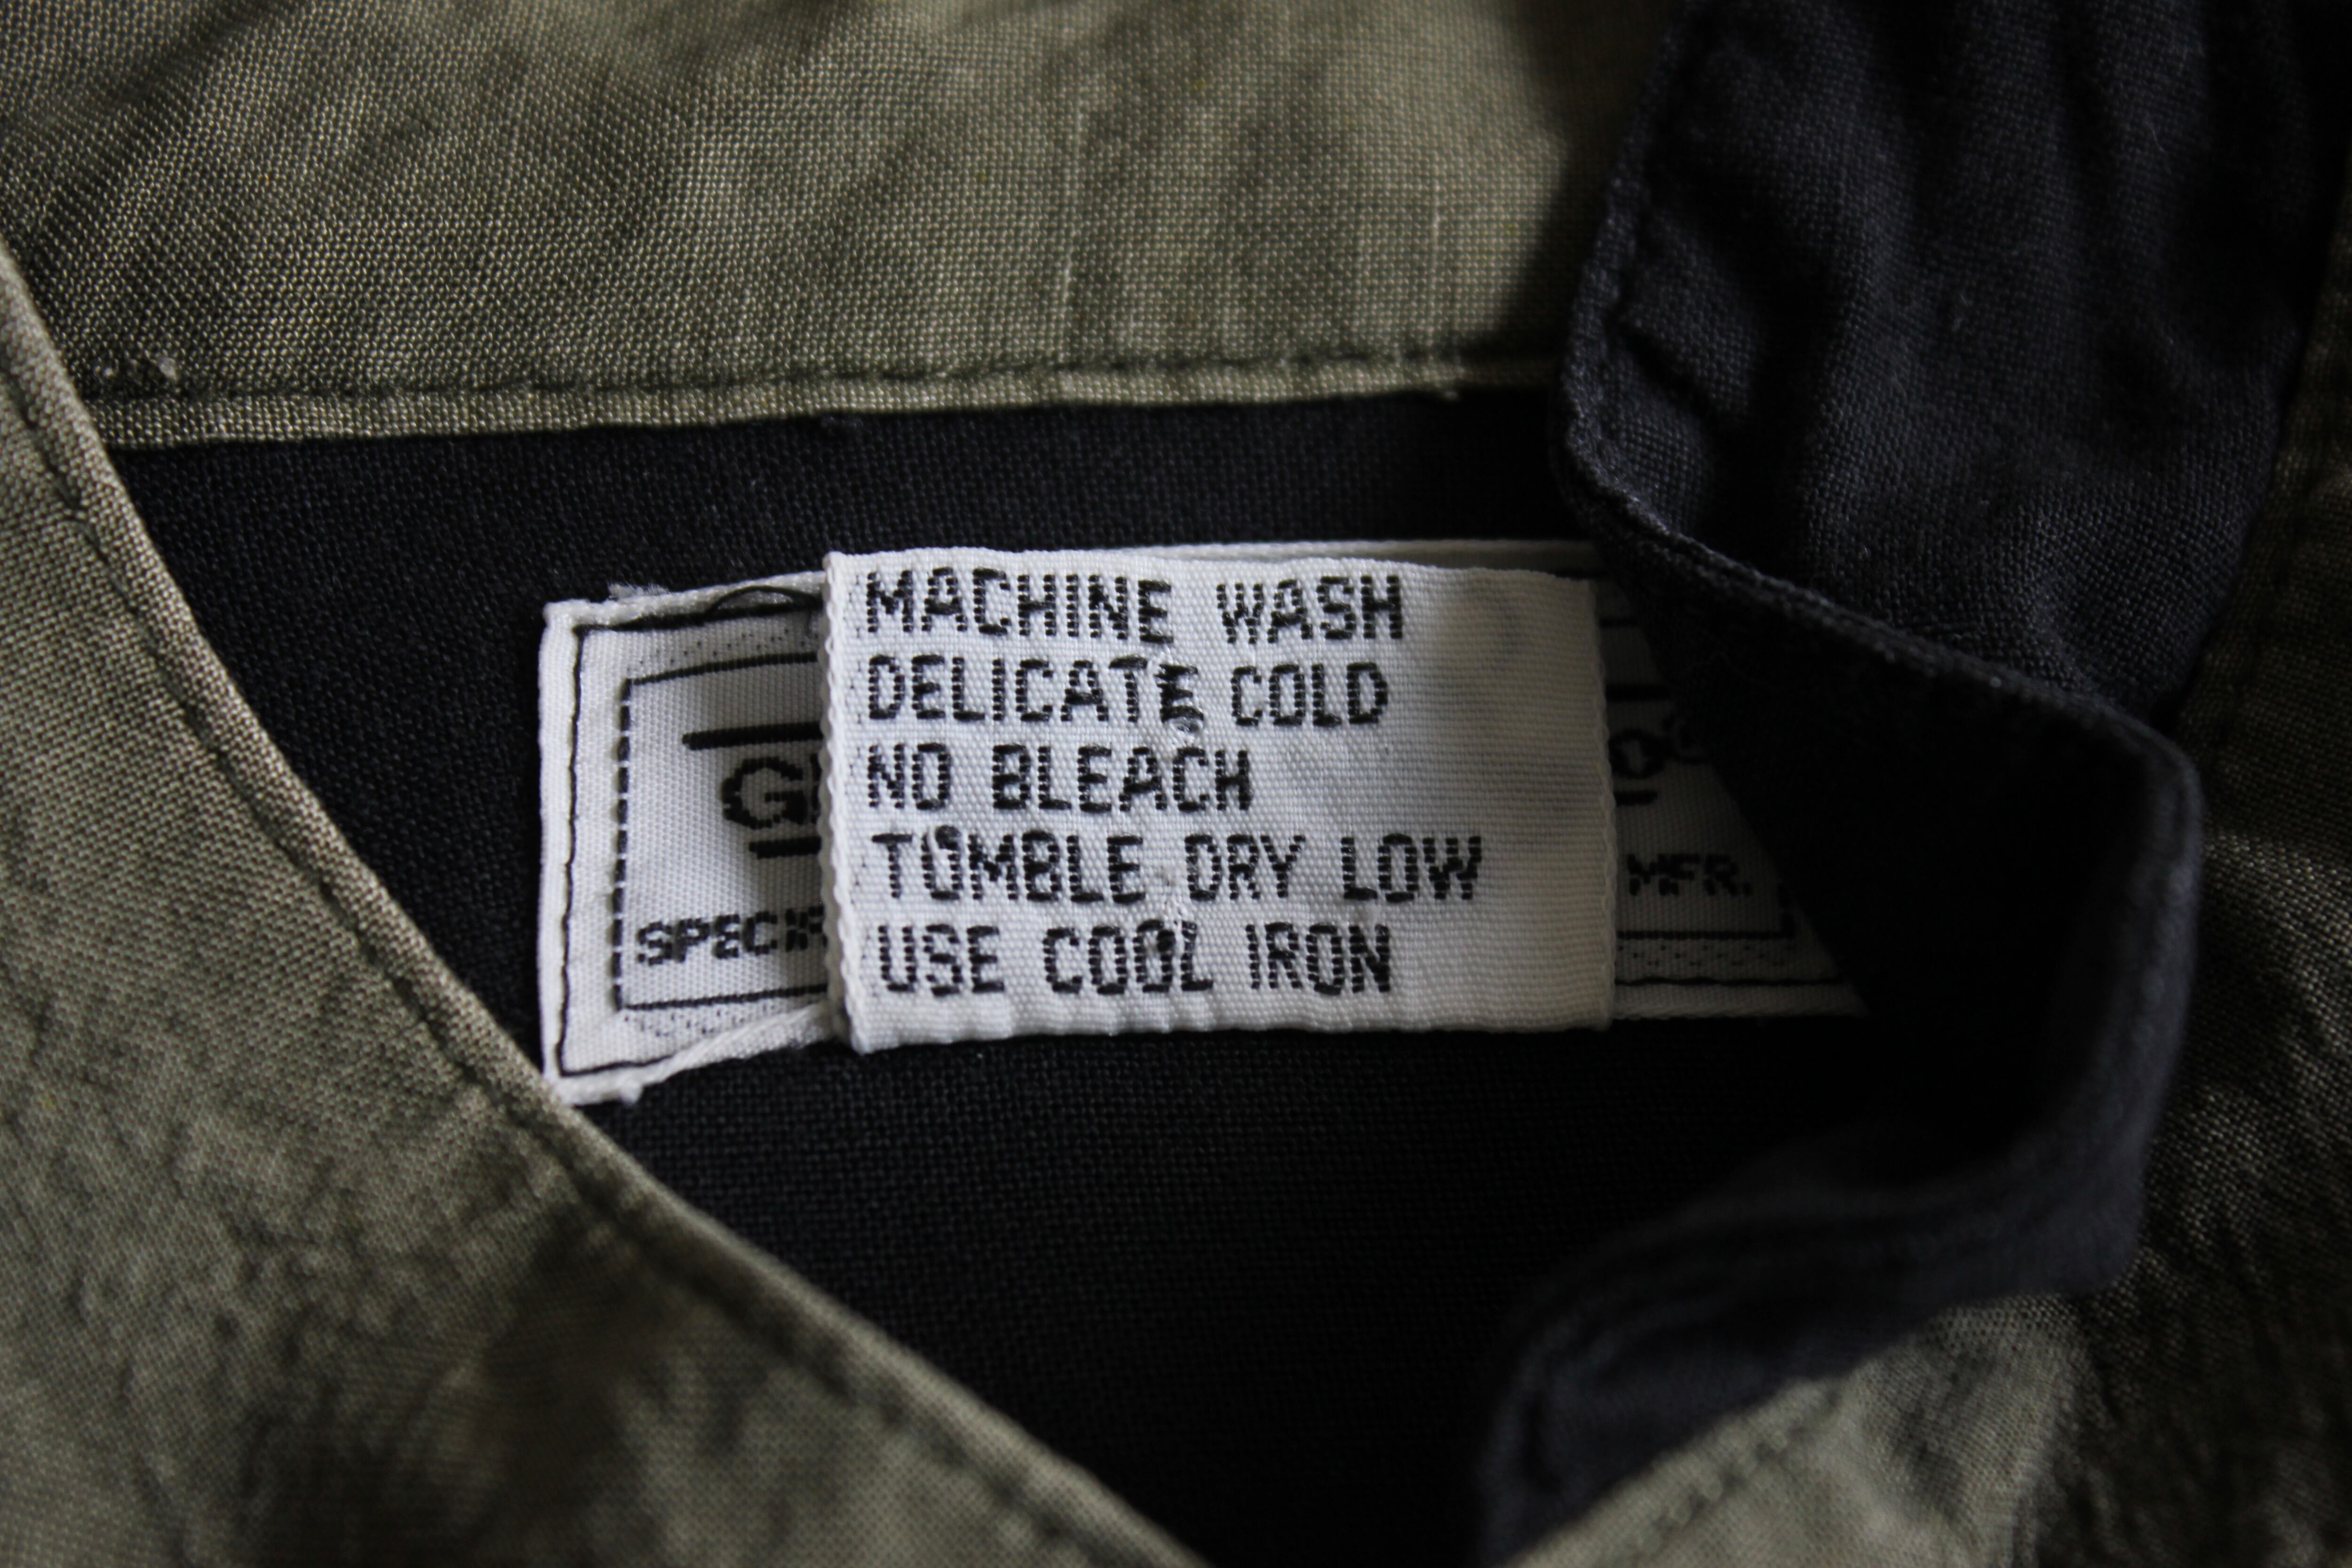 MACHINE WASH
DELICATE COLD
NO BLEACH
TUMBLE DRY LOW
USE COOL IRON
MFR.